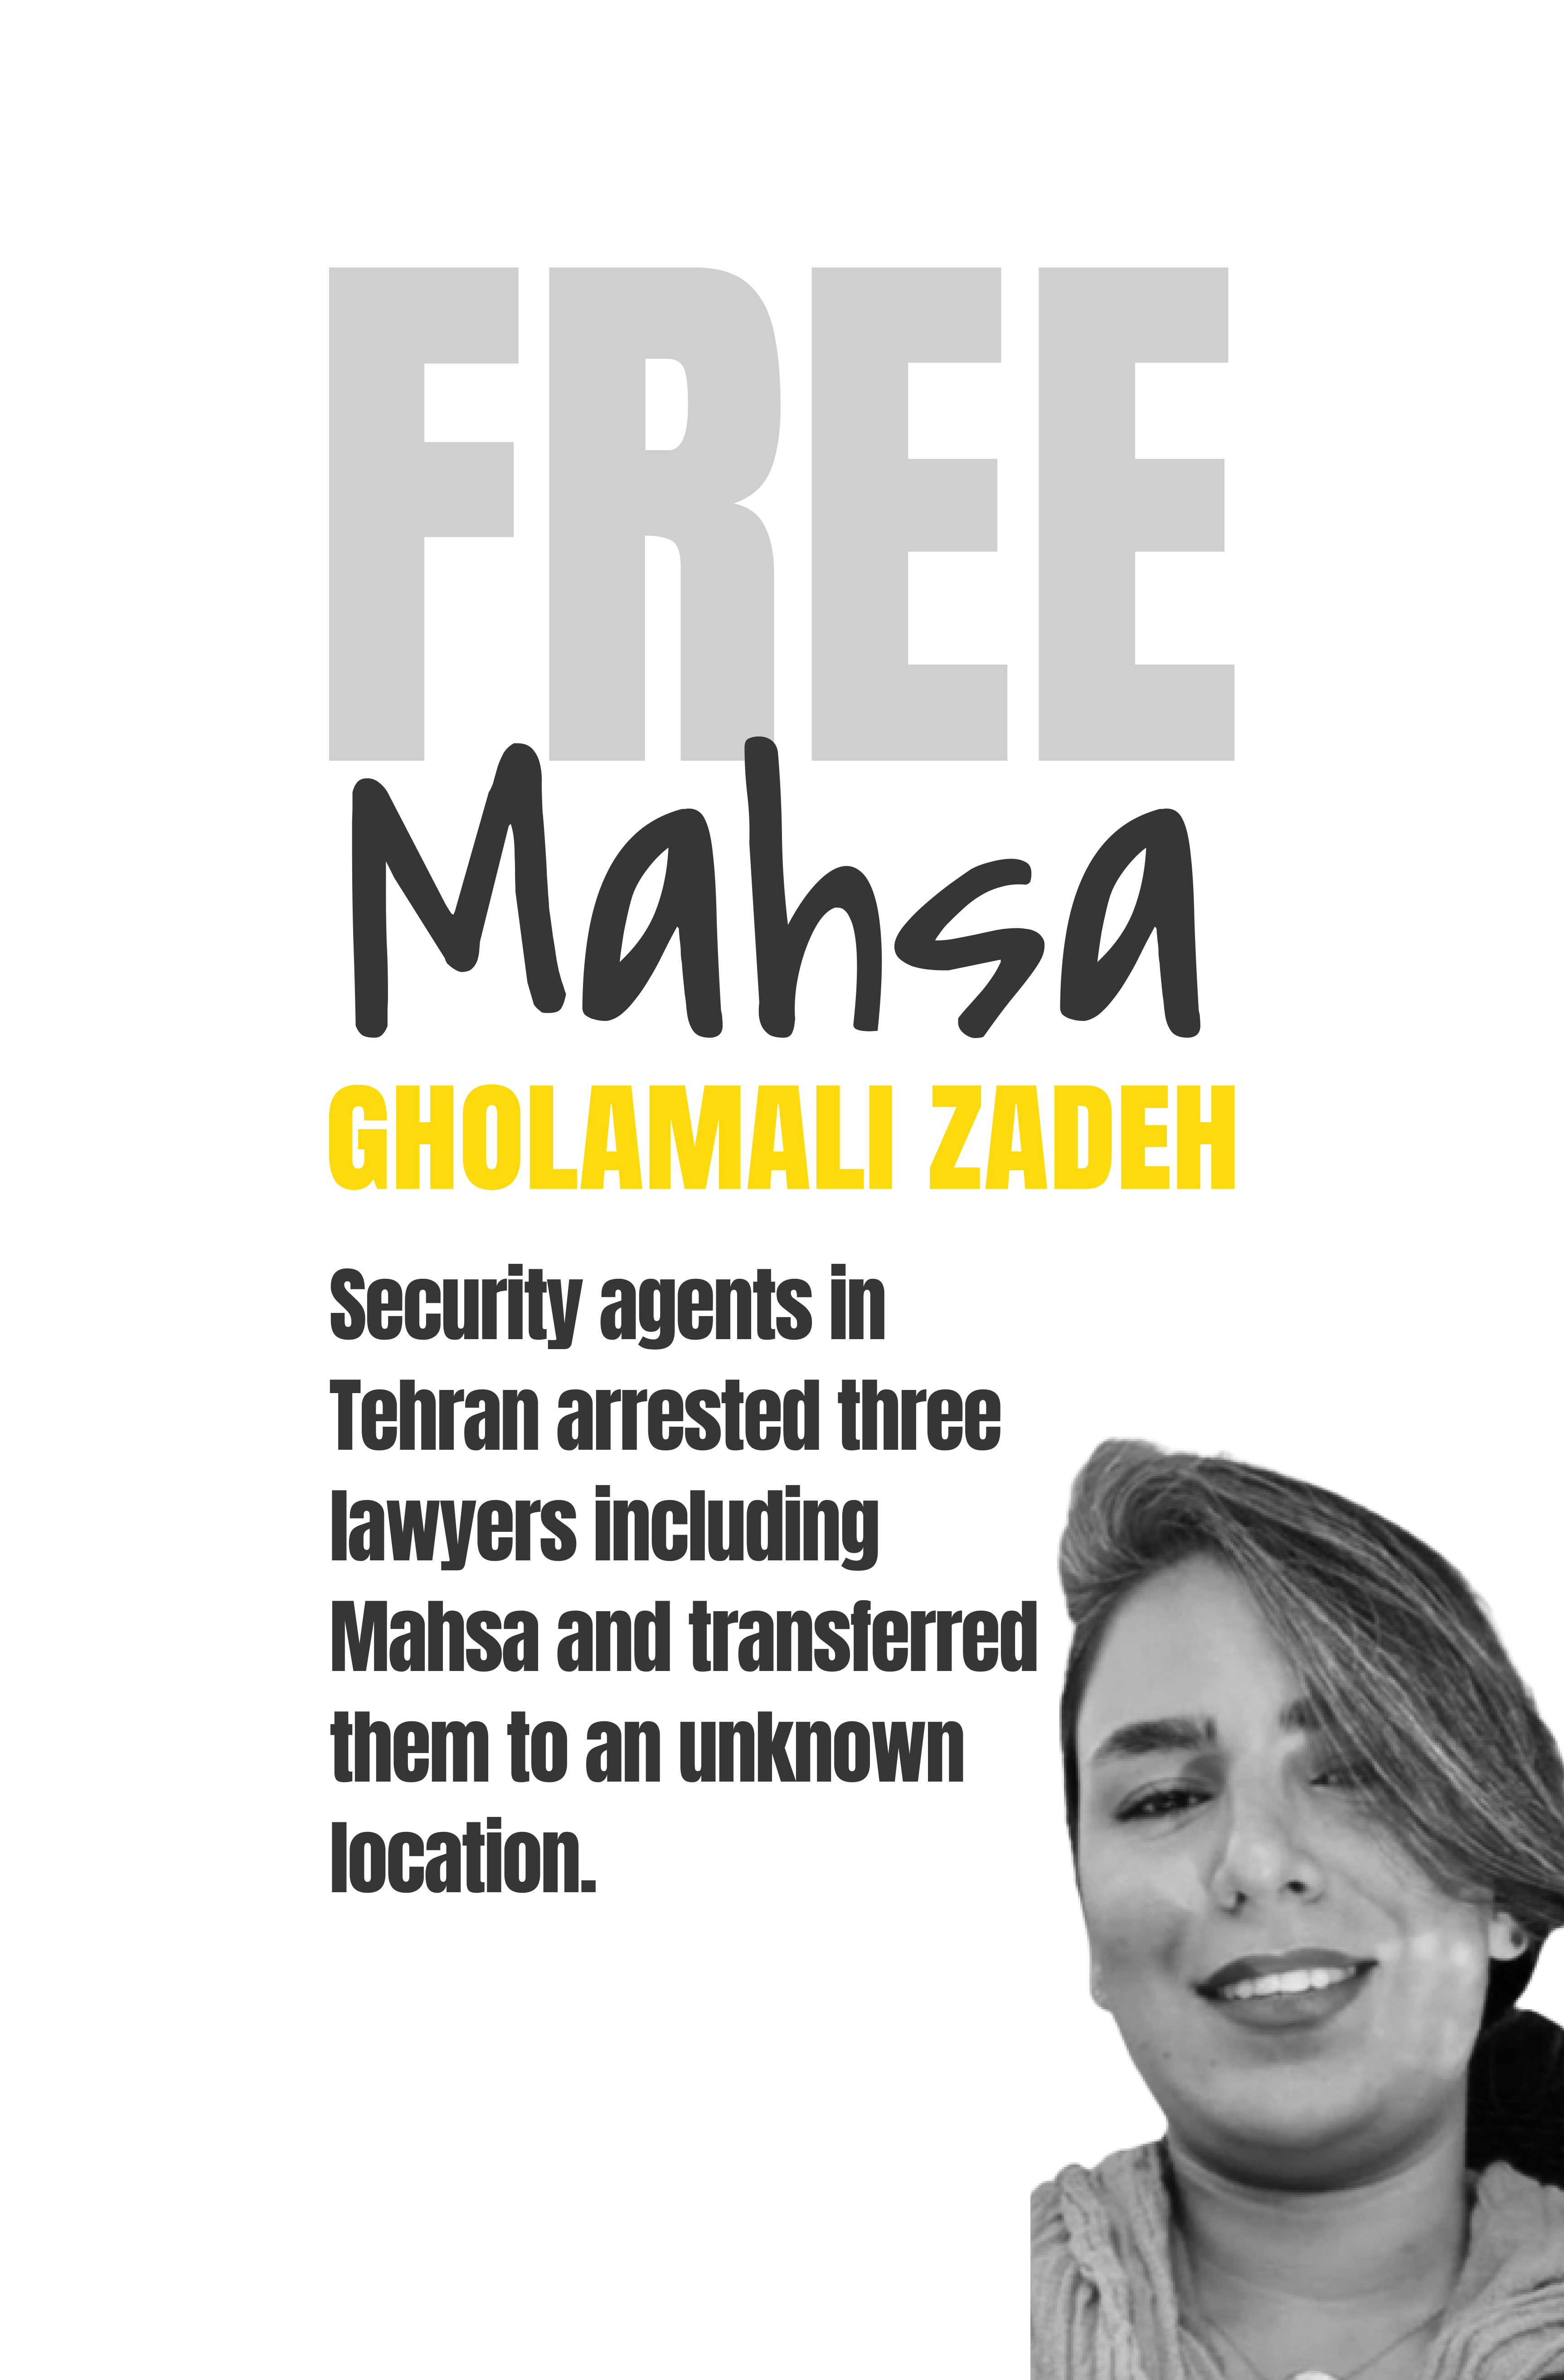 FREE
Mahsa
GHOLAMALI ZADEH
Security agents in
Tehran arrested three
lawyers including
Mahsa and transferred
them to an unknown
location.